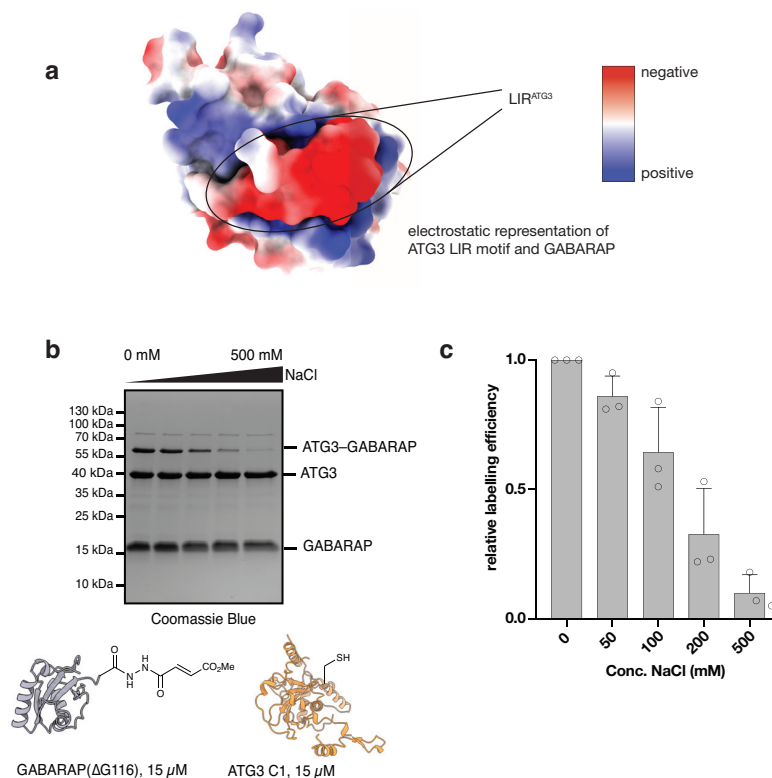 a
LIRATG3
negative
positive
electrostatic representation of
ATG3 LIR motif and GABARAP
b
0 mM 500 mM
NaCl
130 kDa
100 kDa
70 kDa
55 kDa
40 kDa
35 kDa
25 kDa
15 kDa
10 kDa
ATG3–GABARAP
ATG3
GABARAP
Coomassie Blue
O
H
N
N
H
O
CO2Me
SH
GABARAP(ΔG116), 15 µM
ATG3 C1, 15 µM
c
relative labelling efficiency
1.0
0.5
0.0
0
50
100
200
500
Conc. NaCl (mM)